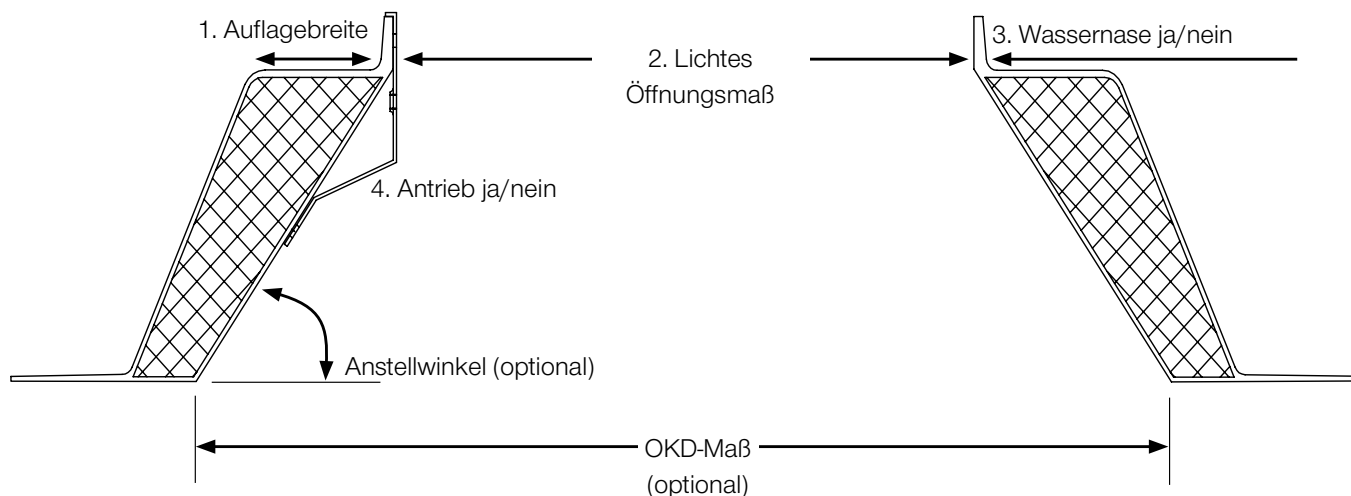 1. Auflagebreite
3. Wassernase ja/nein
2. Lichtes
Öffnungsmaß
4. Antrieb ja/nein
Anstellwinkel (optional)
OKD-Maß
(optional)